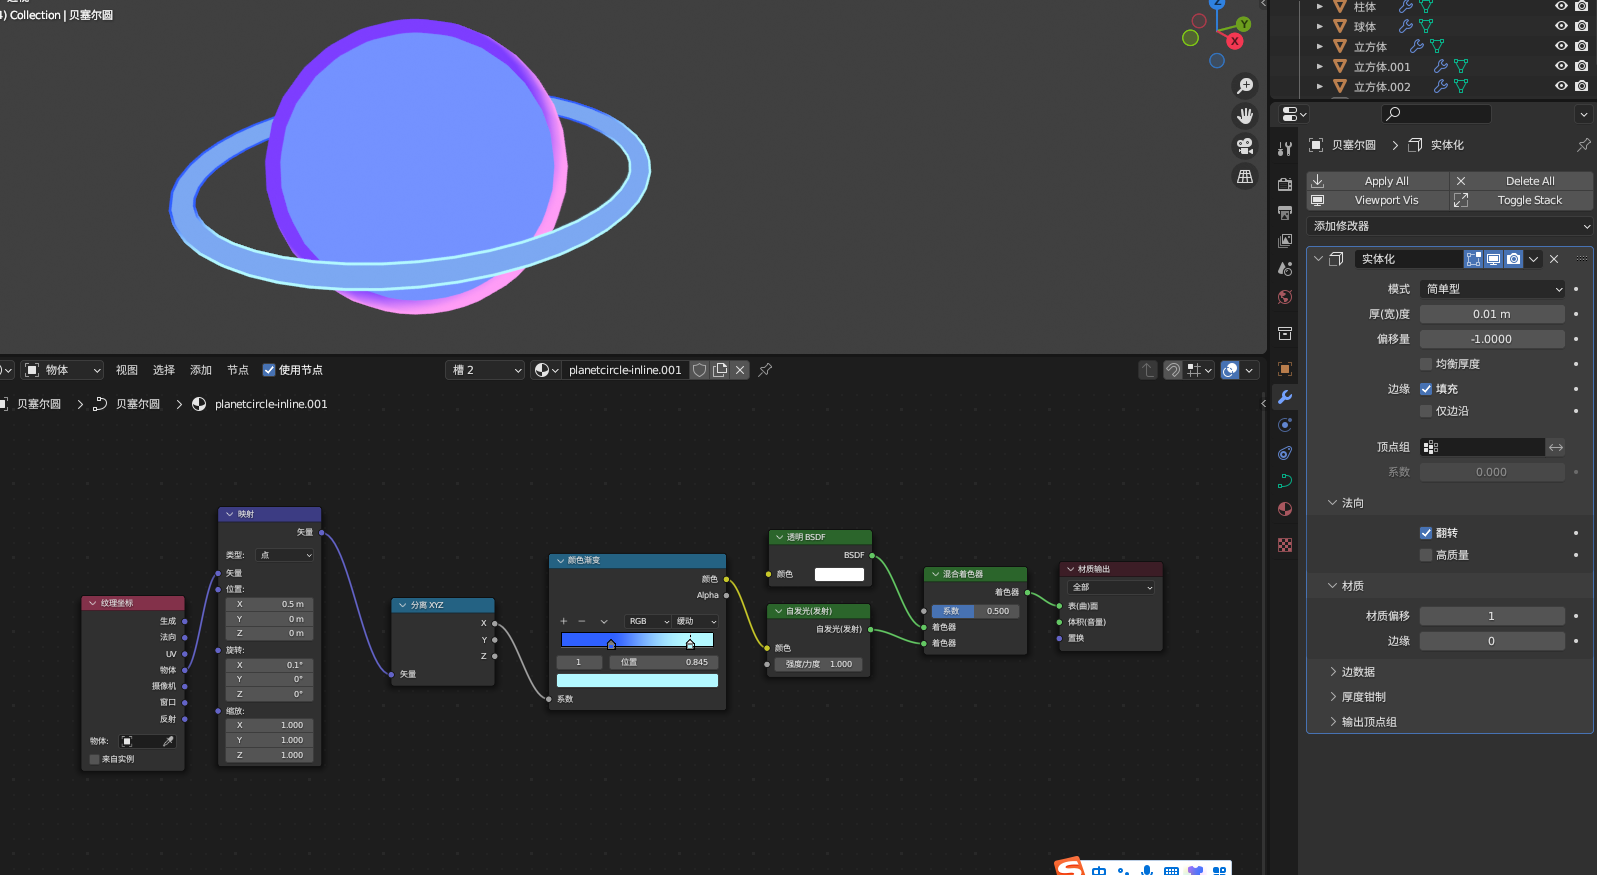 ) Collection | 贝塞尔圆
Z
Y
X
柱体
球体
立方体
立方体.001
立方体.002
贝塞尔圆
实体化
Apply All
Delete All
Viewport Vis
Toggle Stack
添加修改器
实体化
模式
简单型
厚(宽)度
0.01 m
偏移量
-1.0000
均衡厚度
边缘
填充
仅边沿
顶点组
系数
0.000
法向
翻转
高质量
材质
材质偏移
1
边缘
0
边数据
厚度钳制
输出顶点组
物体
视图
选择
添加
节点
使用节点
槽 2
planetcircle-inline.001
贝塞尔圆
贝塞尔圆
planetcircle-inline.001
纹理坐标
生成
法向
UV
物体
摄像机
窗口
反射
物体:
来自实例
映射
矢量
类型:
点
矢量
位置:
X
0.5 m
Y
0 m
Z
0 m
旋转:
X
0.1°
Y
0°
Z
0°
缩放:
X
1.000
Y
1.000
Z
1.000
分离 XYZ
X
Y
Z
矢量
颜色渐变
颜色
Alpha
RGB
缓动
1
位置
0.845
系数
透明 BSDF
BSDF
颜色
自发光(发射)
自发光(发射)
颜色
强度/力度
1.000
混合着色器
着色器
系数
0.500
着色器
着色器
材质输出
全部
表(曲)面
体积(音量)
置换
中